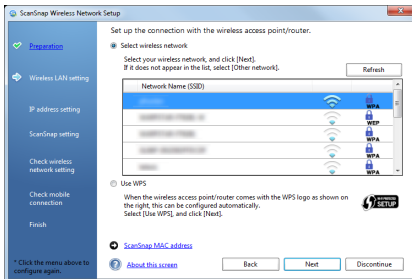 ScanSnap Wireless Network Setup
Preparation
Wireless LAN setting
IP address setting
ScanSnap setting
Check wireless
network setting
Check mobile
connection
Finish
* Click the menu above to
configure again.
Set up the connection with the wireless access point/router.
Select wireless network
Select your wireless network, and click [Next].
If it does not appear in the list, select [Other network].
Refresh
Network Name (SSID)
WPA
WEP
WPA
WPA
WPA
Use WPS
When the wireless access point/router comes with the WPS logo as shown on
the right, this can be configured automatically.
Select [Use WPS], and click [Next].
SETUP
ScanSnap MAC address
About this screen
Back
Next
Discontinue